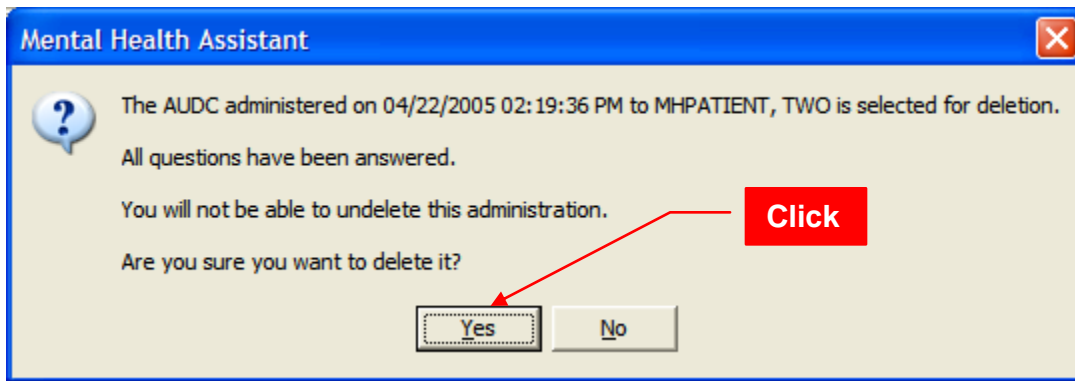 Mental Health Assistant
The AUDC administered on 04/22/2005 02:19:36 PM to MHPATIENT, TWO is selected for deletion.
All questions have been answered.
You will not be able to undelete this administration.
Click
Are you sure you want to delete it?
Yes No